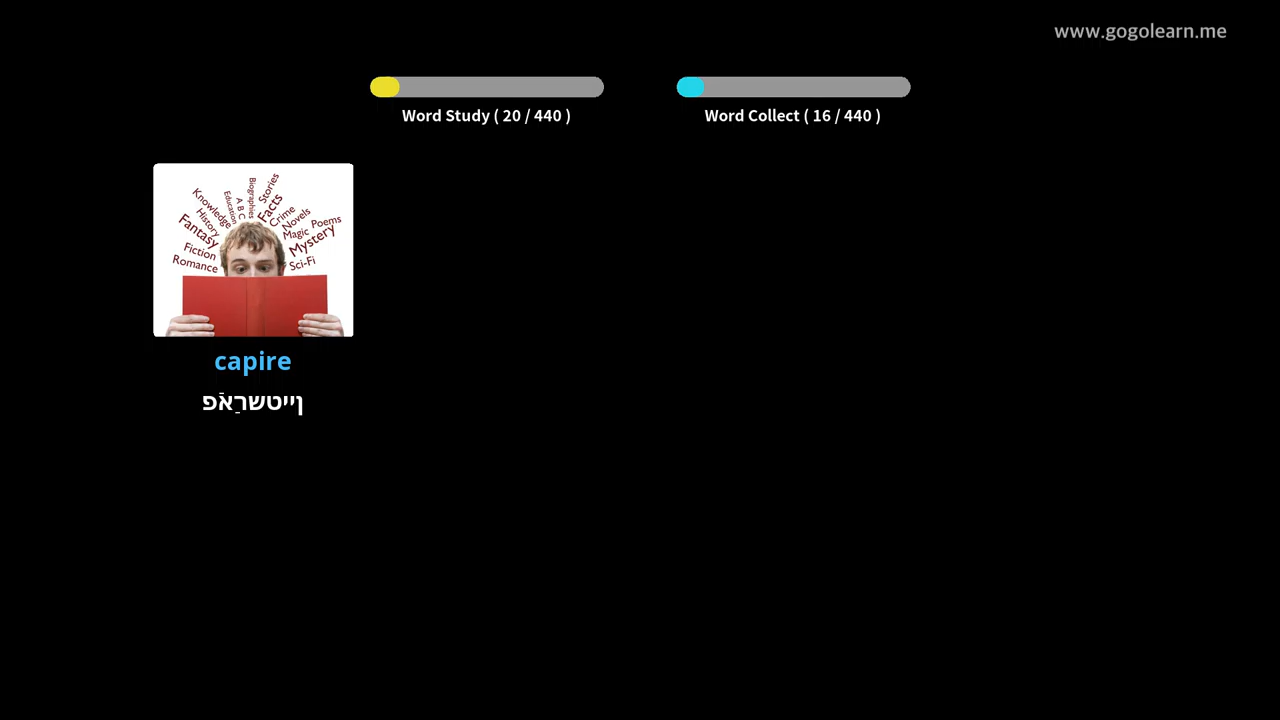 www.gogolearn.me
Word Study ( 20 / 440 )
Word Collect ( 16 / 440 )
Romance
Fiction
Fantasy
History
Knowledge
Education
A B C
Biographies
Stories
Facts
Crime
Novels
Poems
Magic
Mystery
Sci-Fi
capire
פֿאַרשטיין